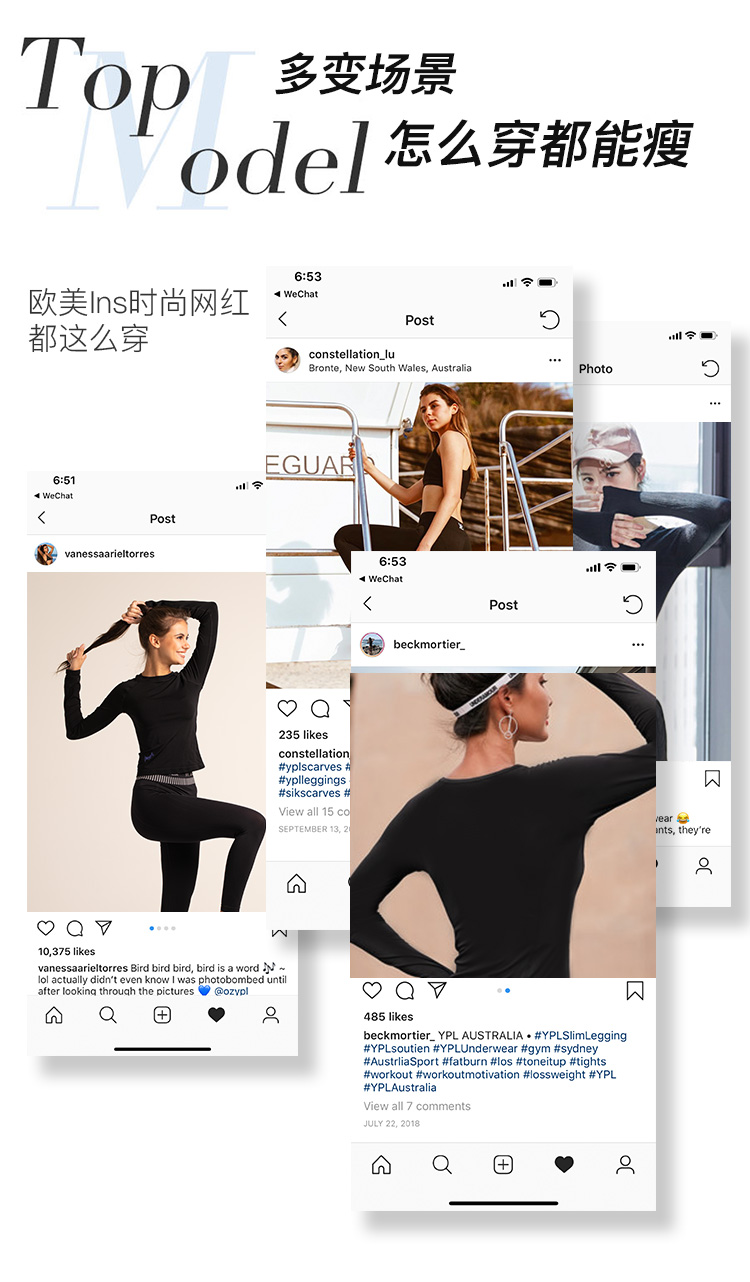 Top
Model
多变场景
怎么穿都能瘦
欧美Ins时尚网红
都这么穿
6:53
WeChat
Post
constellation_lu
Bronte, New South Wales, Australia
EGUAR
235 likes
constellation_
#yplscarves #
#yplleggings
#sikscarves #
View all 15 co
SEPTEMBER 13, 2
Photo
wear 😂
ants, they're
6:51
WeChat
Post
vanessaarieltorres
10,375 likes
vanessaarieltorres Bird bird bird, bird is a word 🎶 ~
lol actually didn't even know I was photobombed until
after looking through the pictures 💙 @ozypl
6:53
WeChat
Post
beckmortier_
485 likes
beckmortier_ YPL AUSTRALIA • #YPLSlimLegging
#YPLsoutien #YPLUnderwear #gym #sydney
#AustrliaSport #fatburn #los #toneitup #tights
#workout #workoutmotivation #lossweight #YPL
#YPLAustralia
View all 7 comments
JULY 22, 2018